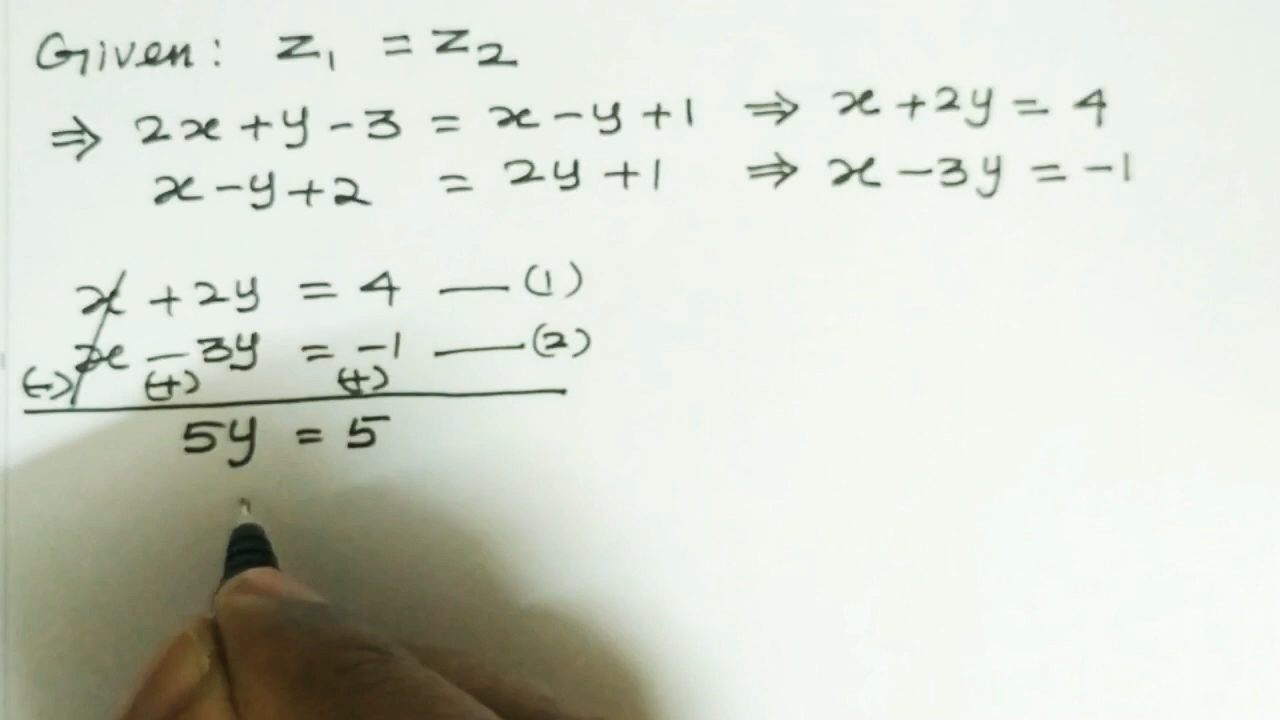 Given: z₁ = z₂
⇒ 2x + y - 3 = x - y + 1 ⇒ x + 2y = 4
x - y + 2 = 2y + 1 ⇒ x - 3y = -1
x + 2y = 4 — (1)
x - 3y = -1 — (2)
(-) (+) (+)
5y = 5